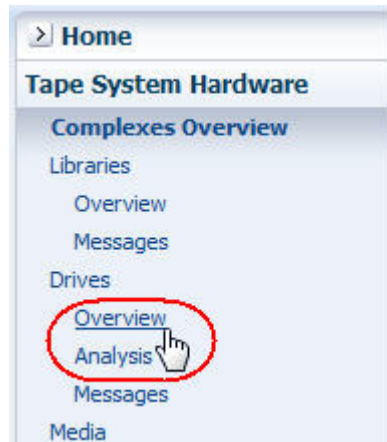 Home
Tape System Hardware
Complexes Overview
Libraries
Overview
Messages
Drives
Overview
Analysis
Messages
Media